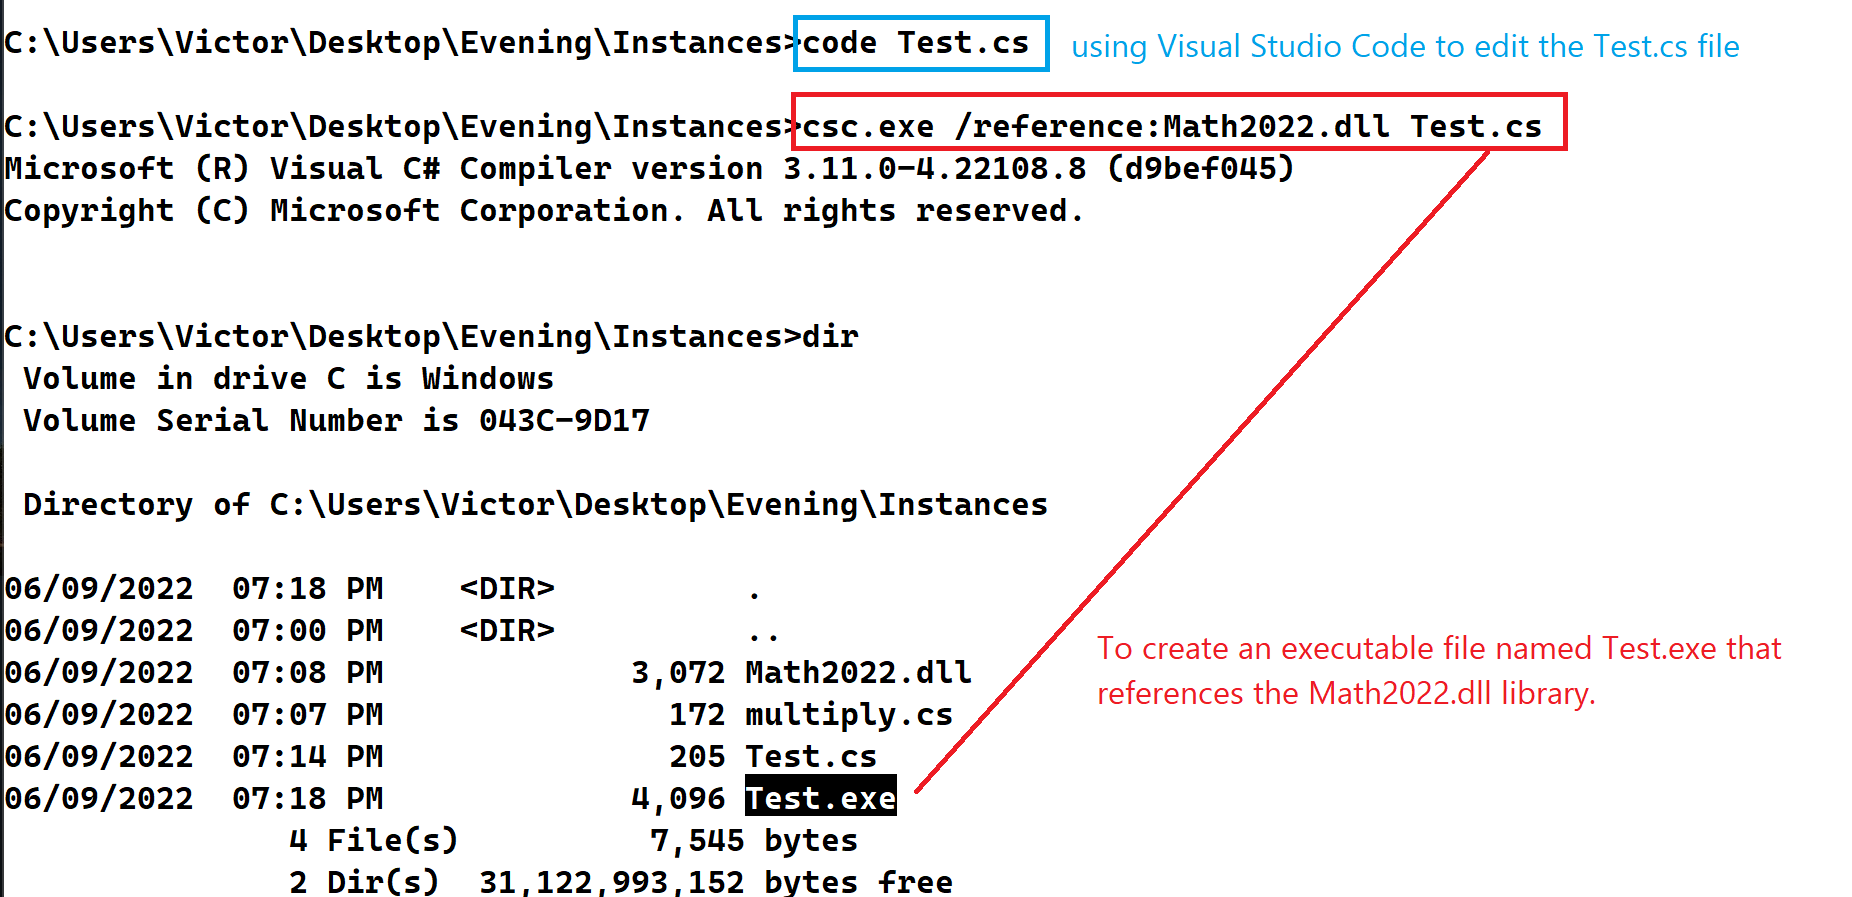 C:\Users\Victor\Desktop\Evening\Instances>code Test.cs
using Visual Studio Code to edit the Test.cs file
C:\Users\Victor\Desktop\Evening\Instances>csc.exe /reference:Math2022.dll Test.cs
Microsoft (R) Visual C# Compiler version 3.11.0-4.22108.8 (d9bef045)
Copyright (C) Microsoft Corporation. All rights reserved.
C:\Users\Victor\Desktop\Evening\Instances>dir
Volume in drive C is Windows
Volume Serial Number is 043C-9D17
Directory of C:\Users\Victor\Desktop\Evening\Instances
06/09/2022  07:18 PM    <DIR>          .
06/09/2022  07:00 PM    <DIR>          ..
06/09/2022  07:08 PM             3,072 Math2022.dll
06/09/2022  07:07 PM               172 multiply.cs
06/09/2022  07:14 PM               205 Test.cs
06/09/2022  07:18 PM             4,096 Test.exe
4 File(s)          7,545 bytes
2 Dir(s)  31,122,993,152 bytes free
To create an executable file named Test.exe that
references the Math2022.dll library.